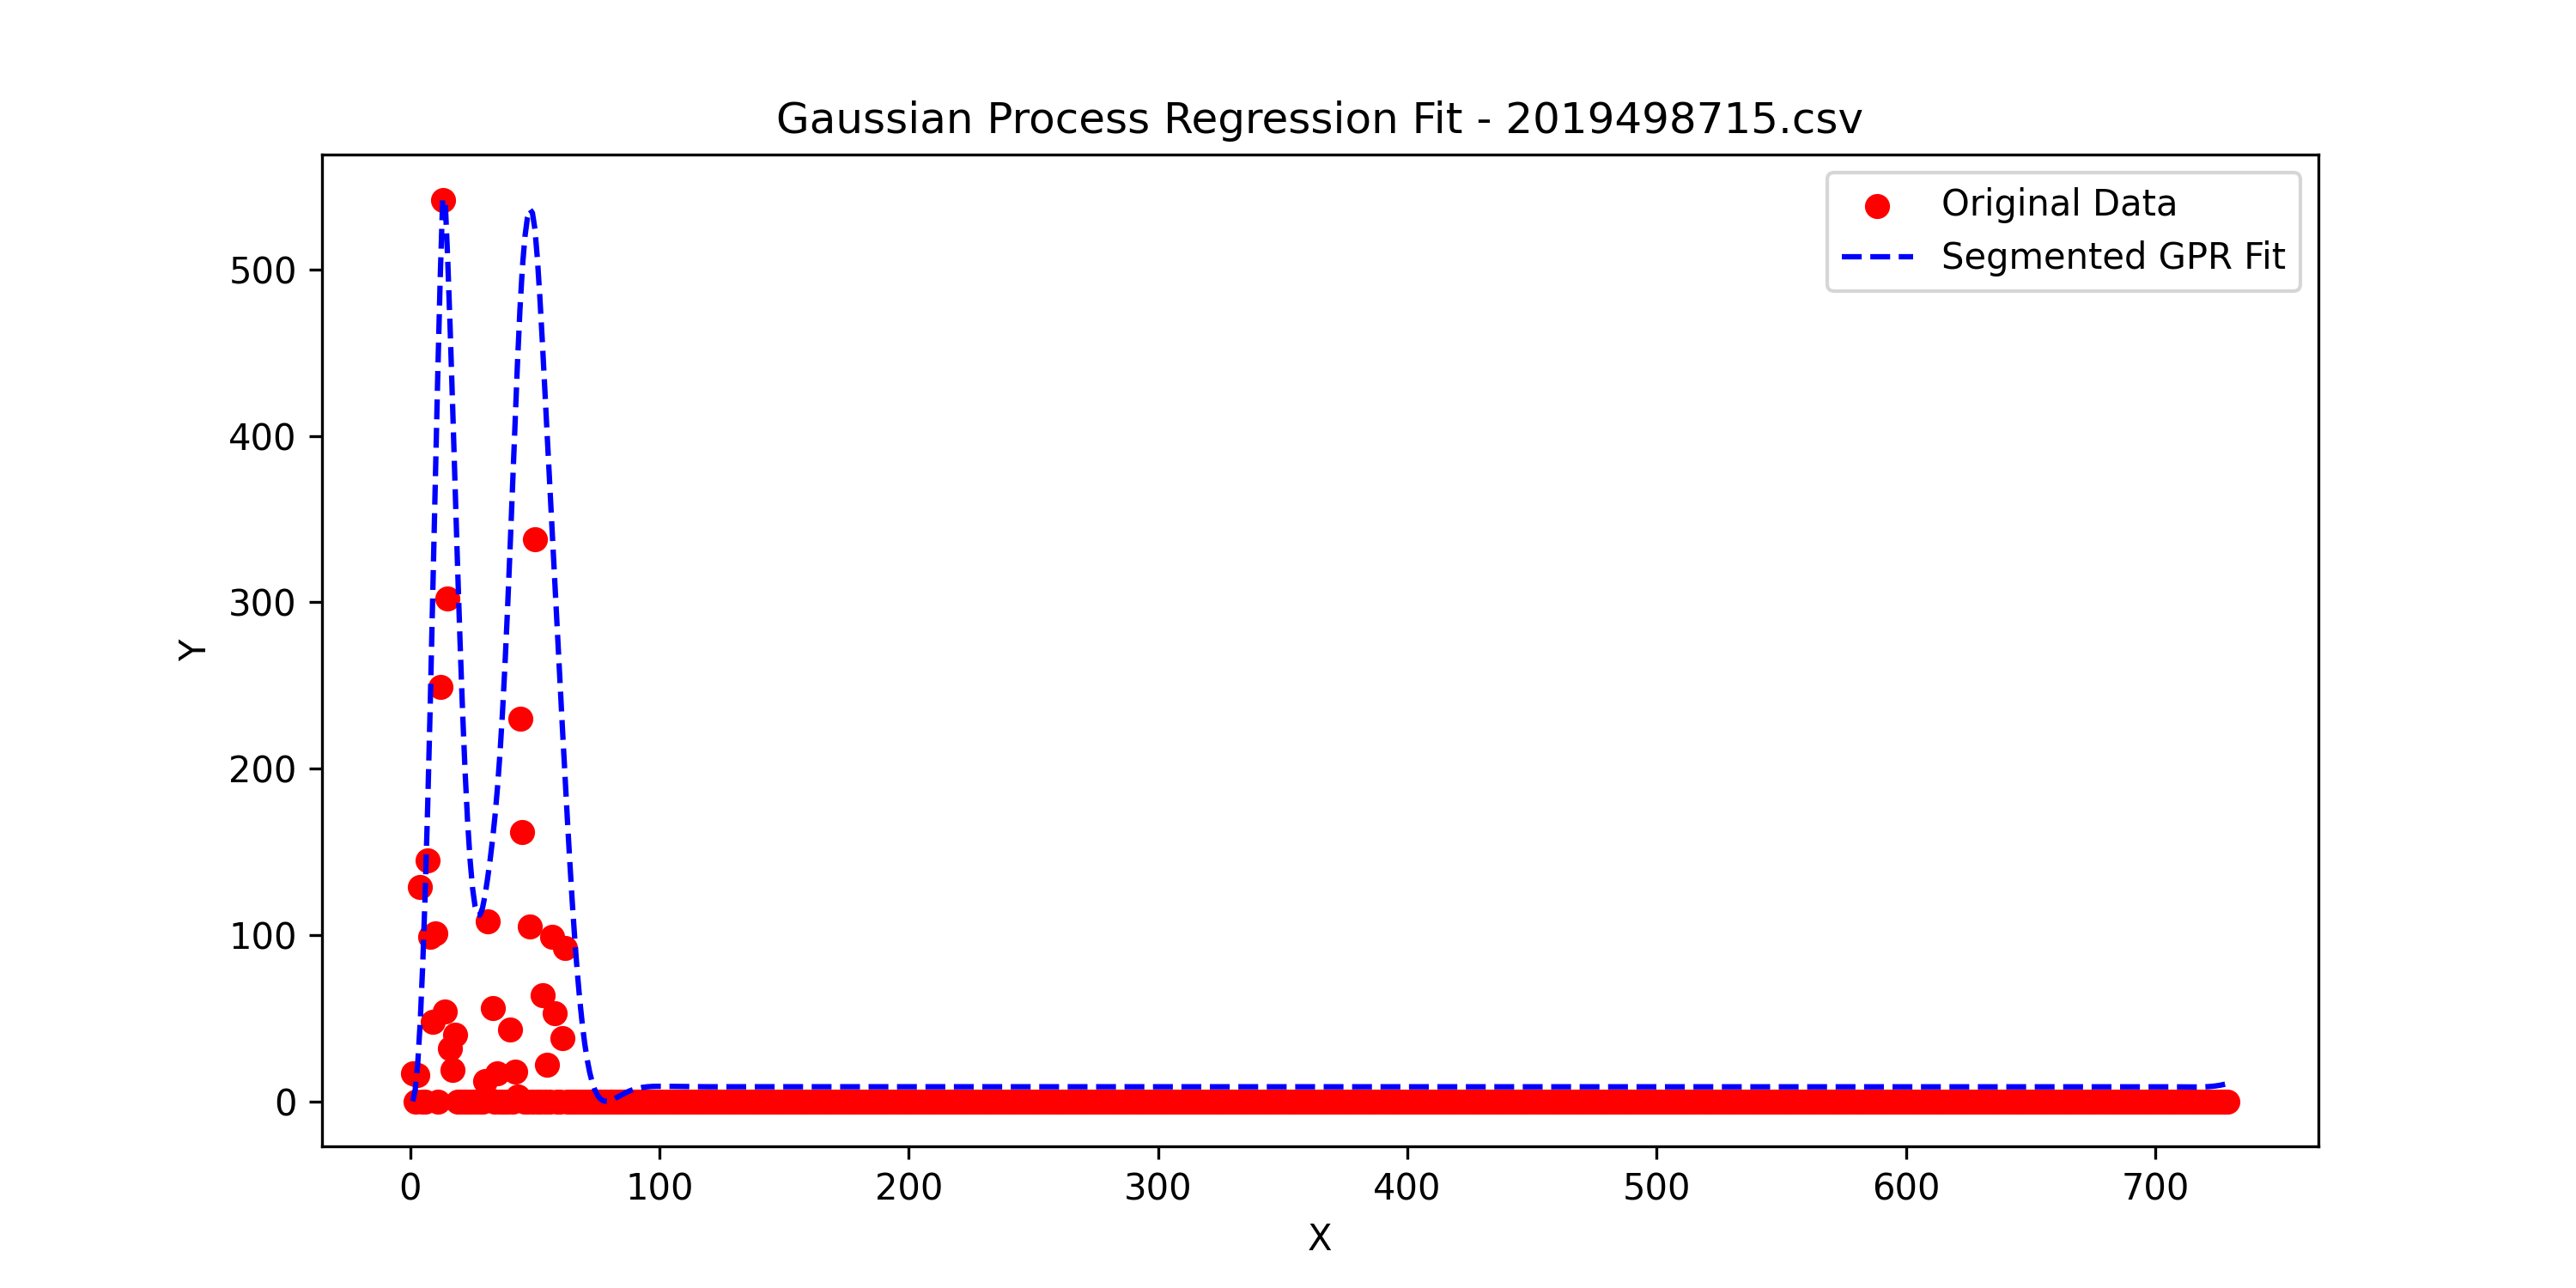 Gaussian Process Regression Fit - 2019498715.csv
Original Data
Segmented GPR Fit
500
400
300
200
100
0
Y
0 100 200 300 400 500 600 700
X